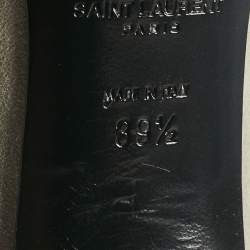 SAINT LAURENT
PARIS
MADE IN ITALY
39½